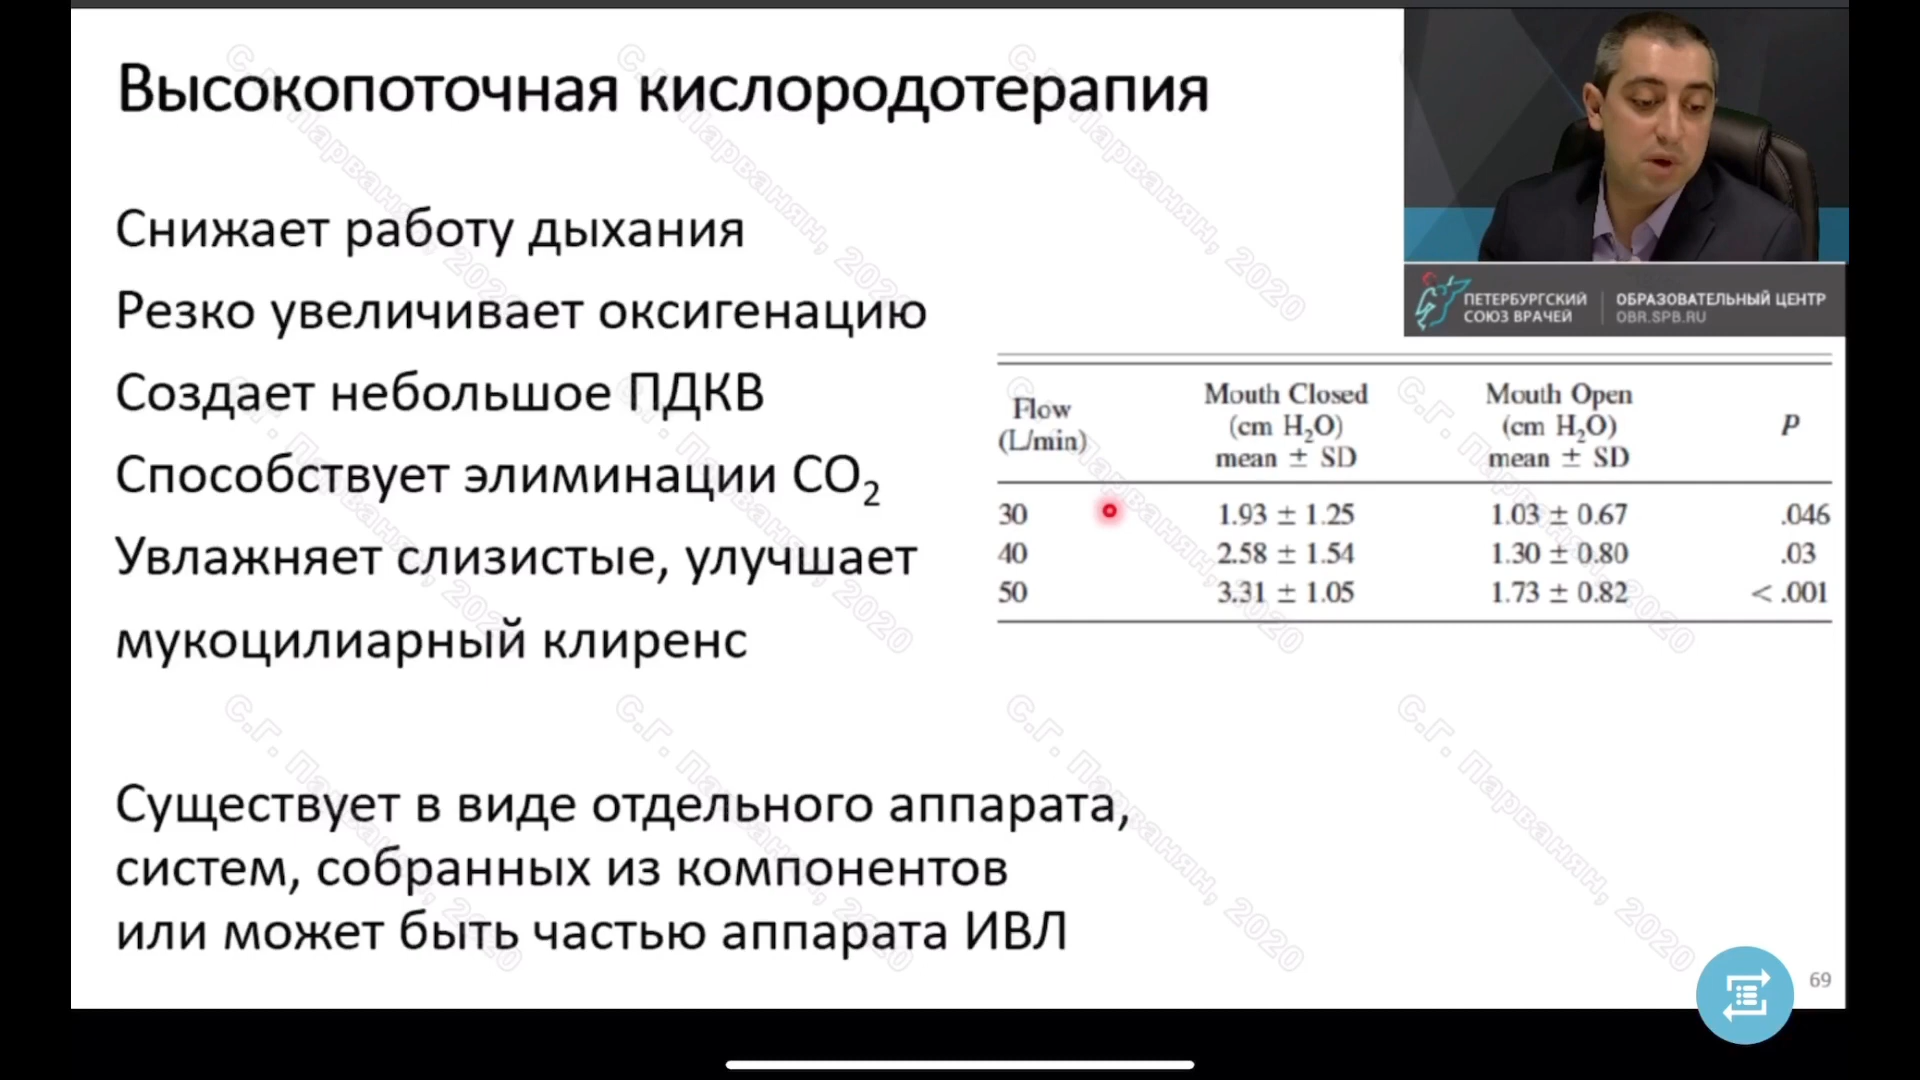 Высокопоточная кислородотерапия
Снижает работу дыхания
Резко увеличивает оксигенацию
Создает небольшое ПДКВ
Способствует элиминации CO₂
Увлажняет слизистые, улучшает
мукоцилиарный клиренс
Существует в виде отдельного аппарата,
систем, собранных из компонентов
или может быть частью аппарата ИВЛ
ПЕТЕРБУРГСКИЙ
СОЮЗ ВРАЧЕЙ
ОБРАЗОВАТЕЛЬНЫЙ ЦЕНТР
OBR.SPB.RU
Flow (L/min) Mouth Closed (cm H₂O) mean ± SD Mouth Open (cm H₂O) mean ± SD P
30 1.93 ± 1.25 1.03 ± 0.67 .046
40 2.58 ± 1.54 1.30 ± 0.80 .03
50 3.31 ± 1.05 1.73 ± 0.82 < .001
69
С.Г. Парванян, 2020